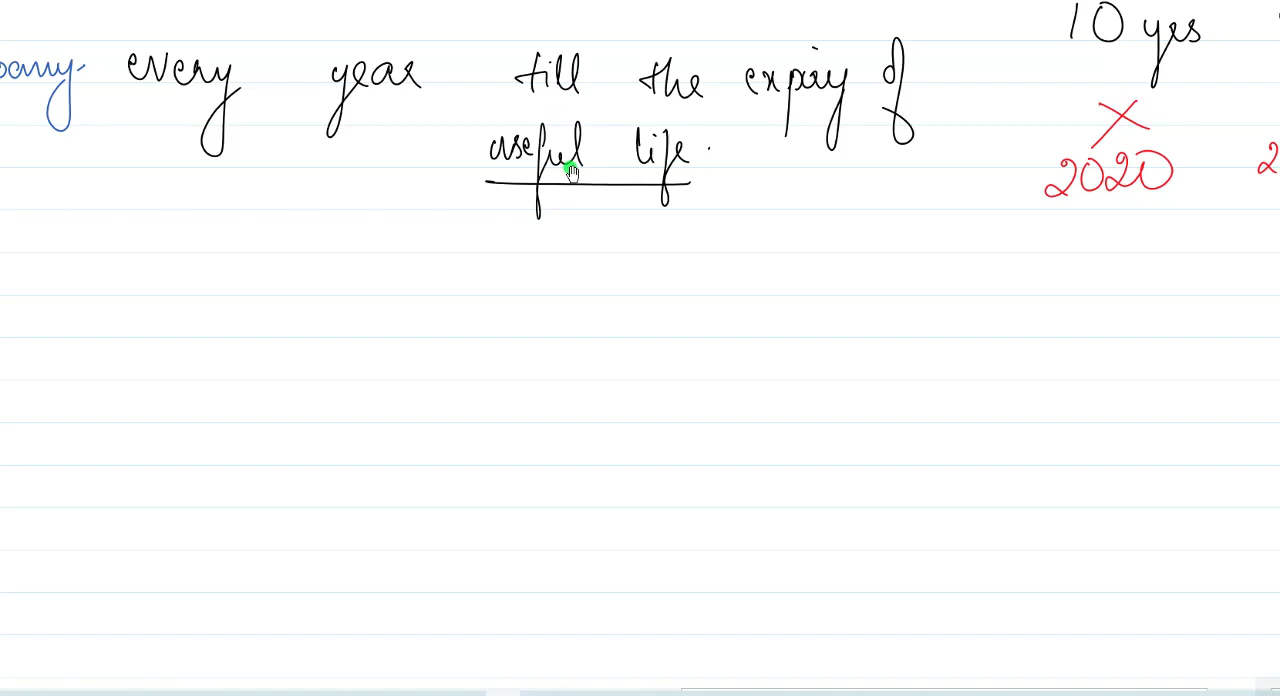 10 yrs
every year till the expiry of
useful life.
2020